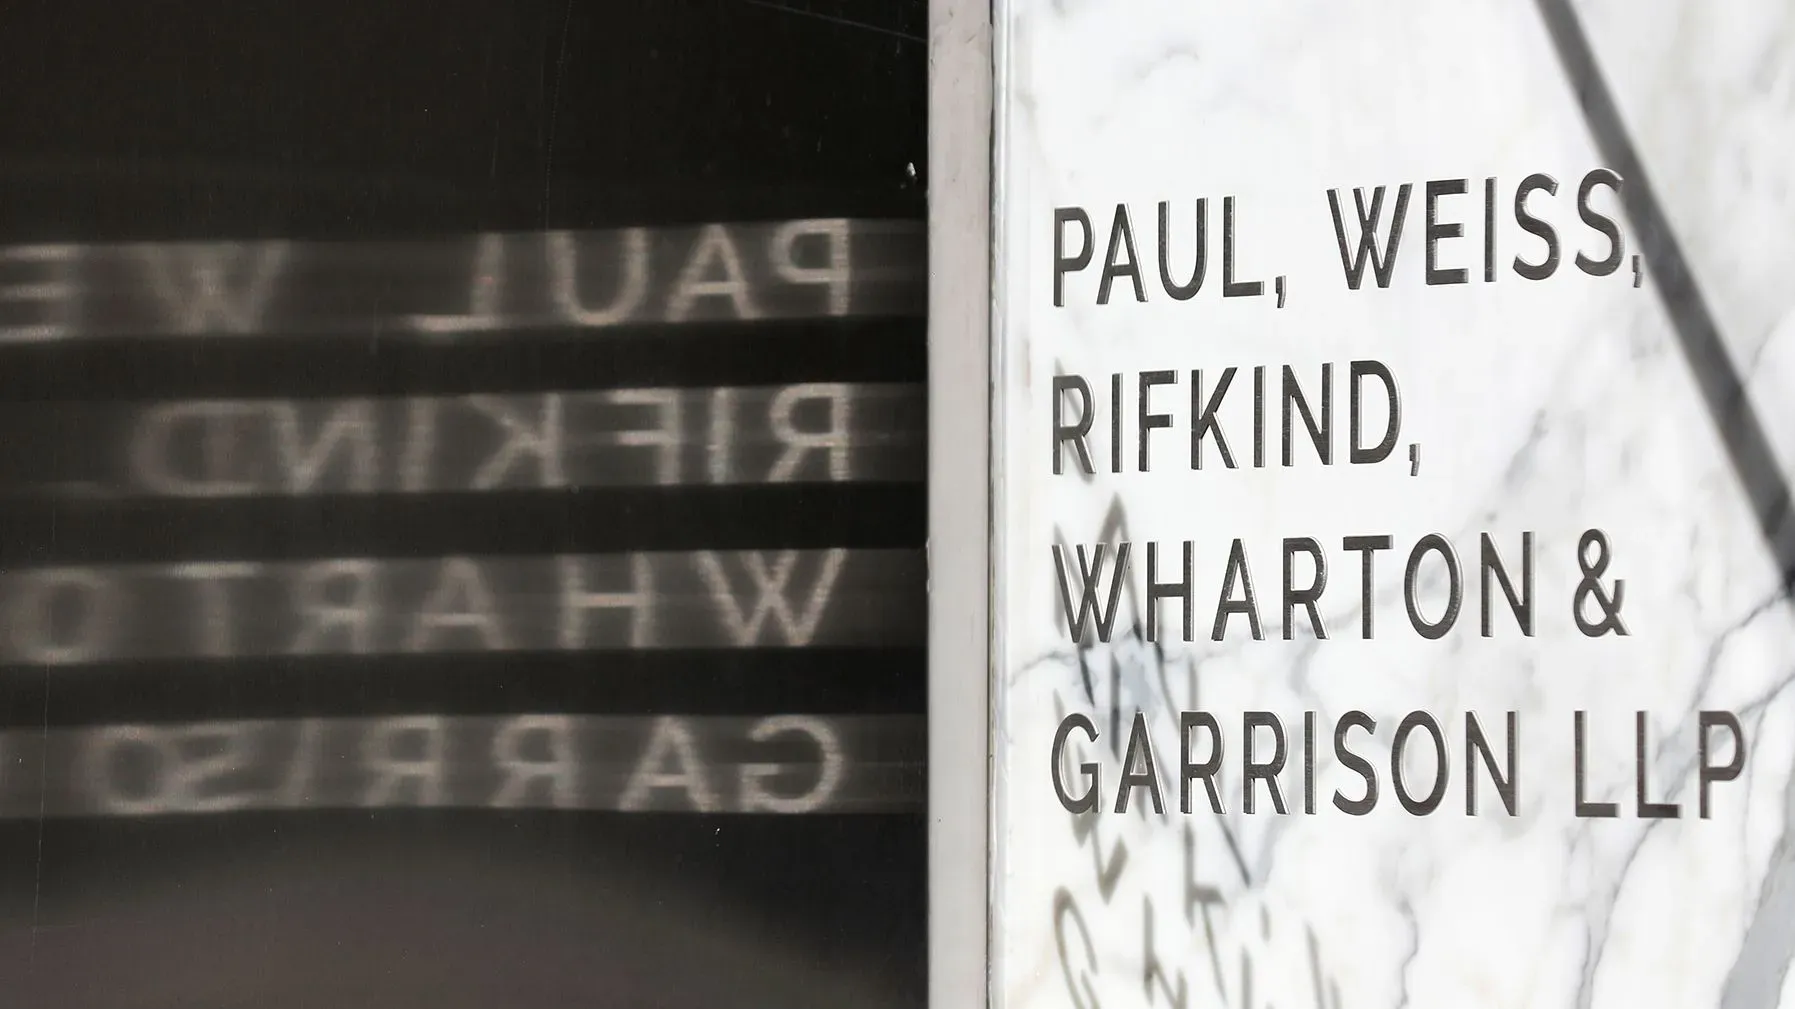 PAUL, WEISS,
RIFKIND,
WHARTON &
GARRISON LLP